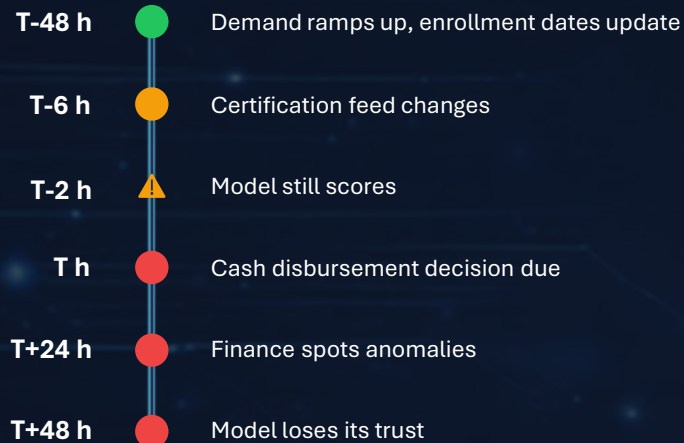 T-48 h Demand ramps up, enrollment dates update
T-6 h Certification feed changes
T-2 h Model still scores
T h Cash disbursement decision due
T+24 h Finance spots anomalies
T+48 h Model loses its trust